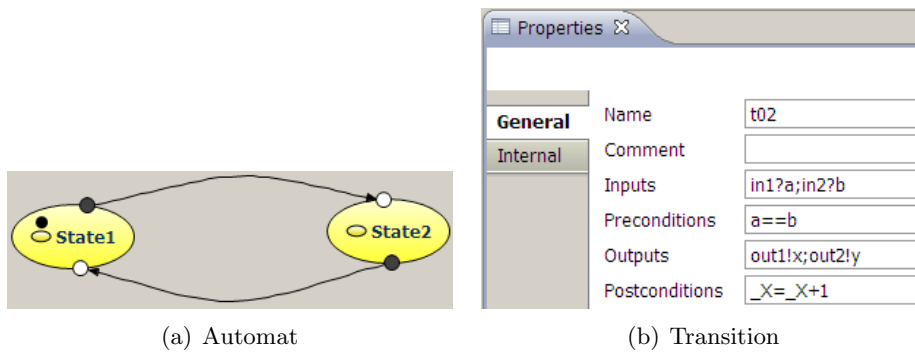 Properties
General
Internal
Name t02
Comment
Inputs in1?a;in2?b
Preconditions a==b
Outputs out1!x;out2!y
Postconditions _X=_X+1
State1
State2
(a) Automat
(b) Transition